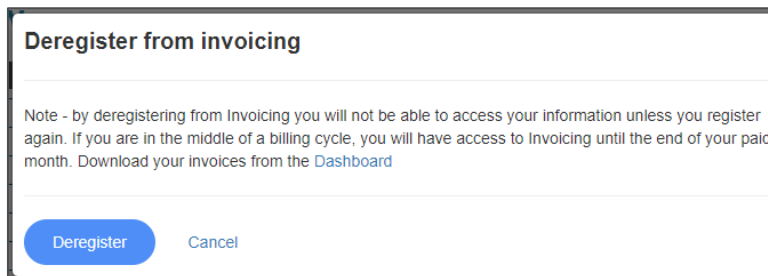 Deregister from invoicing
Note - by deregistering from Invoicing you will not be able to access your information unless you register
again. If you are in the middle of a billing cycle, you will have access to Invoicing until the end of your paid
month. Download your invoices from the Dashboard
Deregister Cancel